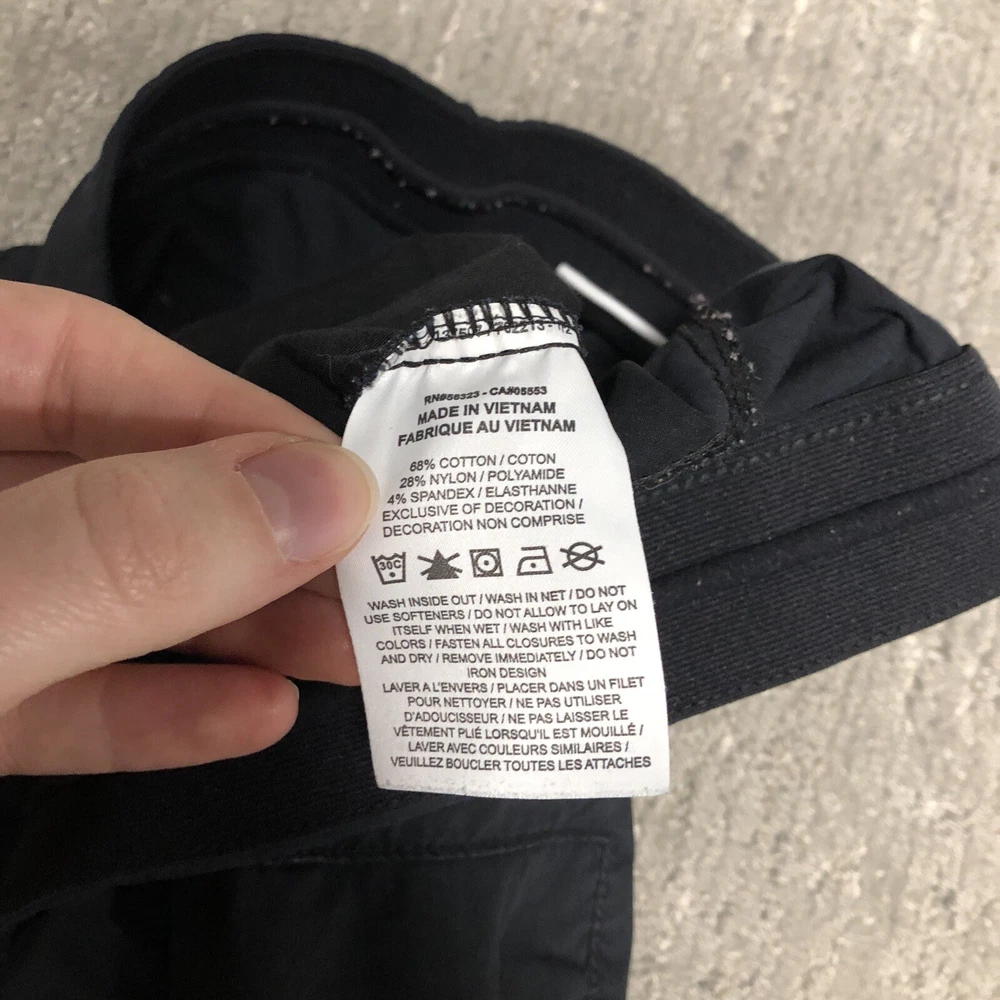 RN#56323 - CA#05553
MADE IN VIETNAM
FABRIQUE AU VIETNAM
68% COTTON / COTON
28% NYLON / POLYAMIDE
4% SPANDEX / ELASTHANNE
EXCLUSIVE OF DECORATION /
DECORATION NON COMPRISE
30C
WASH INSIDE OUT / WASH IN NET / DO NOT
USE SOFTENERS / DO NOT ALLOW TO LAY ON
ITSELF WHEN WET / WASH WITH LIKE
COLORS / FASTEN ALL CLOSURES TO WASH
AND DRY / REMOVE IMMEDIATELY / DO NOT
IRON DESIGN
LAVER A L'ENVERS / PLACER DANS UN FILET
POUR NETTOYER / NE PAS UTILISER
D'ADOUCISSEUR / NE PAS LAISSER LE
VÊTEMENT PLIÉ LORSQU'IL EST MOUILLÉ /
LAVER AVEC COULEURS SIMILAIRES /
VEUILLEZ BOUCLER TOUTES LES ATTACHES